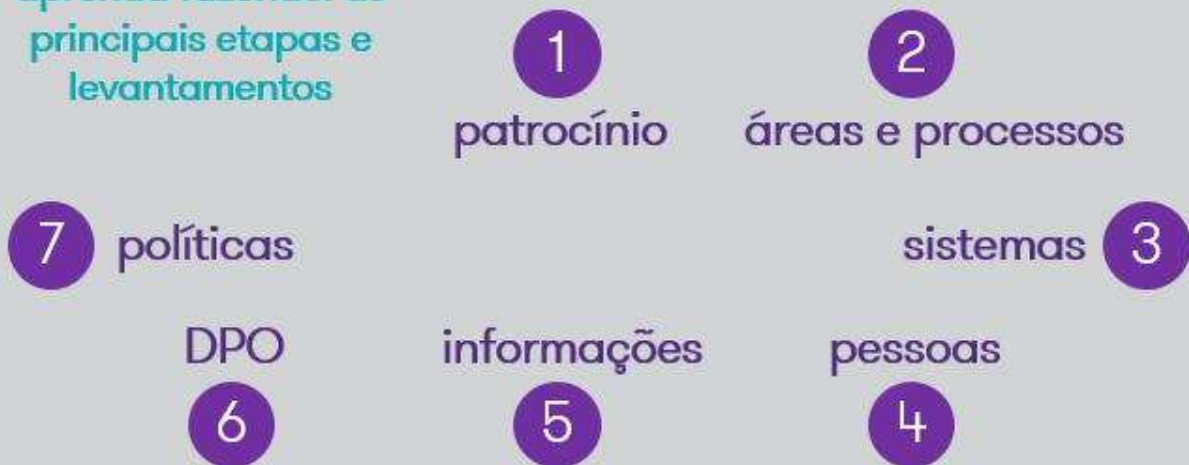 principais etapas e
levantamentos
1
patrocínio
2
áreas e processos
sistemas 3
pessoas
4
informações
5
DPO
6
7 políticas